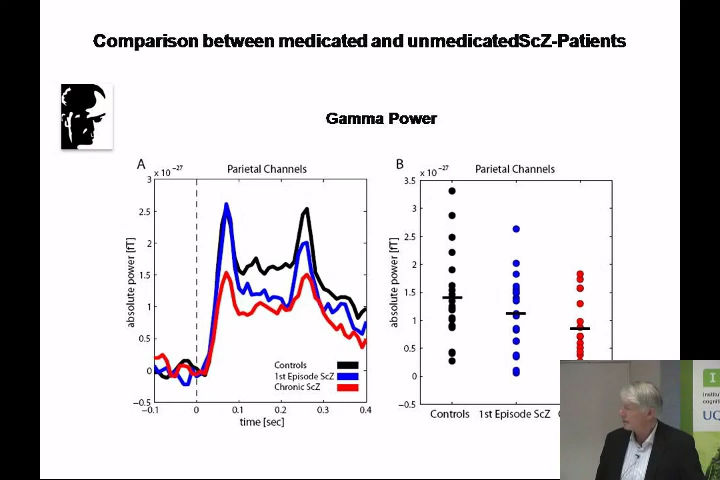 Comparison between medicated and unmedicatedScZ-Patients
Gamma Power
A
Parietal Channels
x 10 -27
3
2.5
2
1.5
1
0.5
0
-0.5
absolute power [fT]
-0.1
0
0.1
0.2
0.3
0.4
time [sec]
Controls
1st Episode ScZ
Chronic ScZ
B
Parietal Channels
x 10 -27
3.5
3
2.5
2
1.5
1
0.5
0
-0.5
absolute power [fT]
Controls
1st Episode ScZ
I
UC